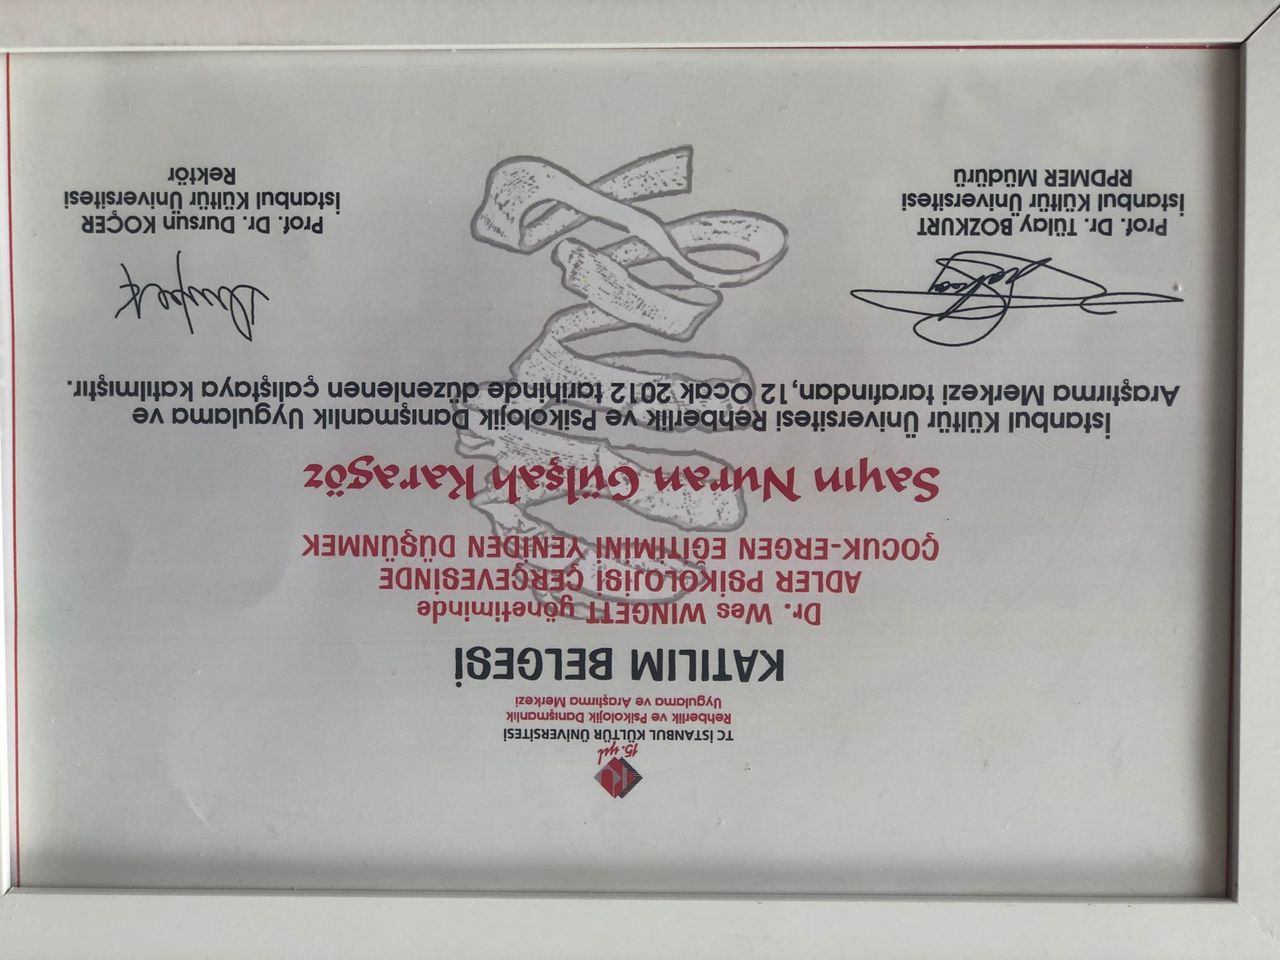 15. yıl
TC İSTANBUL KÜLTÜR ÜNİVERSİTESİ
Rehberlik ve Psikolojik Danışmanlık
Uygulama ve Araştırma Merkezi
KATILIM BELGESİ
Dr. Wes WINGETT yönetiminde
ADLER PSİKOLOJİSİ ÇERÇEVESİNDE
ÇOCUK-ERGEN EĞİTİMİNİ YENİDEN DÜŞÜNMEK
Sayın Nuran Gülşah Karagöz
İstanbul Kültür Üniversitesi Rehberlik ve Psikolojik Danışmanlık Uygulama ve
Araştırma Merkezi tarafından, 12 Ocak 2012 tarihinde düzenlenen çalıştaya katılmıştır.
Prof. Dr. Tülay BOZKURT
İstanbul Kültür Üniversitesi
RPDMER Müdürü
Prof. Dr. Dursun KOÇER
İstanbul Kültür Üniversitesi
Rektör